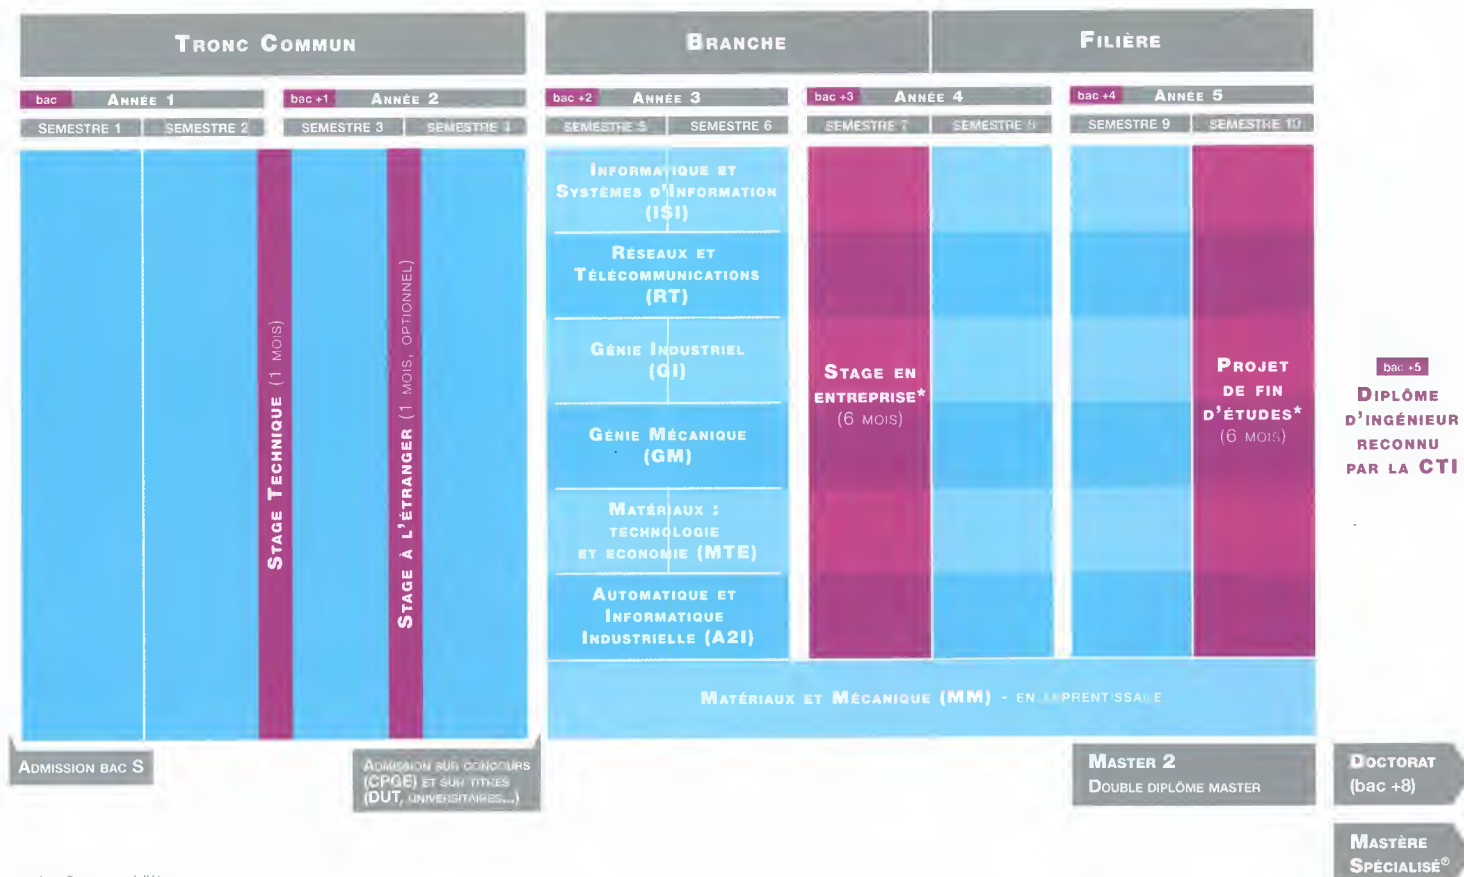 TRONC COMMUN
BRANCHE
FILIÈRE
bac ANNÉE 1
bac +1 ANNÉE 2
bac +2 ANNÉE 3
bac +3 ANNÉE 4
bac +4 ANNÉE 5
SEMESTRE 1
SEMESTRE 2
SEMESTRE 3
SEMESTRE 4
SEMESTRE 5
SEMESTRE 6
SEMESTRE 7
SEMESTRE 8
SEMESTRE 9
SEMESTRE 10
STAGE TECHNIQUE (1 MOIS)
STAGE À L'ÉTRANGER (1 MOIS, OPTIONNEL)
INFORMATIQUE ET
SYSTÈMES D'INFORMATION
(ISI)
RÉSEAUX ET
TÉLÉCOMMUNICATIONS
(RT)
GÉNIE INDUSTRIEL
(GI)
GÉNIE MÉCANIQUE
(GM)
MATÉRIAUX :
TECHNOLOGIE
ET ECONOMIE (MTE)
AUTOMATIQUE ET
INFORMATIQUE
INDUSTRIELLE (A2I)
STAGE EN
ENTREPRISE*
(6 MOIS)
PROJET
DE FIN
D'ÉTUDES*
(6 MOIS)
bac +5
DIPLÔME
D'INGÉNIEUR
RECONNU
PAR LA CTI
MATÉRIAUX ET MÉCANIQUE (MM) - EN APPRENTISSAGE
ADMISSION BAC S
ADMISSION SUR CONCOURS
(CPGE) ET SUR TITRES
(DUT, UNIVERSITAIRES...)
MASTER 2
DOUBLE DIPLÔME MASTER
DOCTORAT
(bac +8)
MASTÈRE
SPÉCIALISÉ®